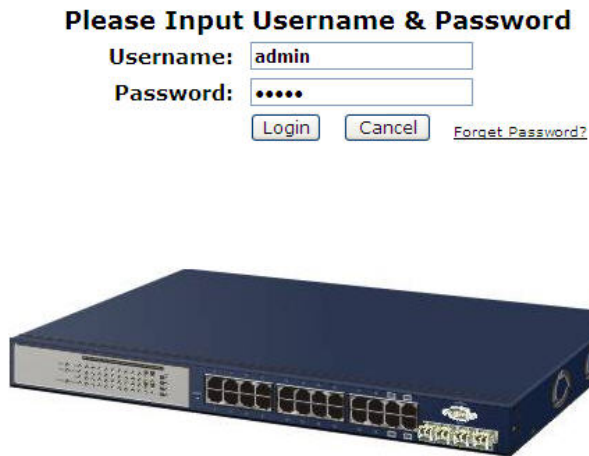 Please Input Username & Password
Username: admin
Password: •••••
Login Cancel Forget Password?